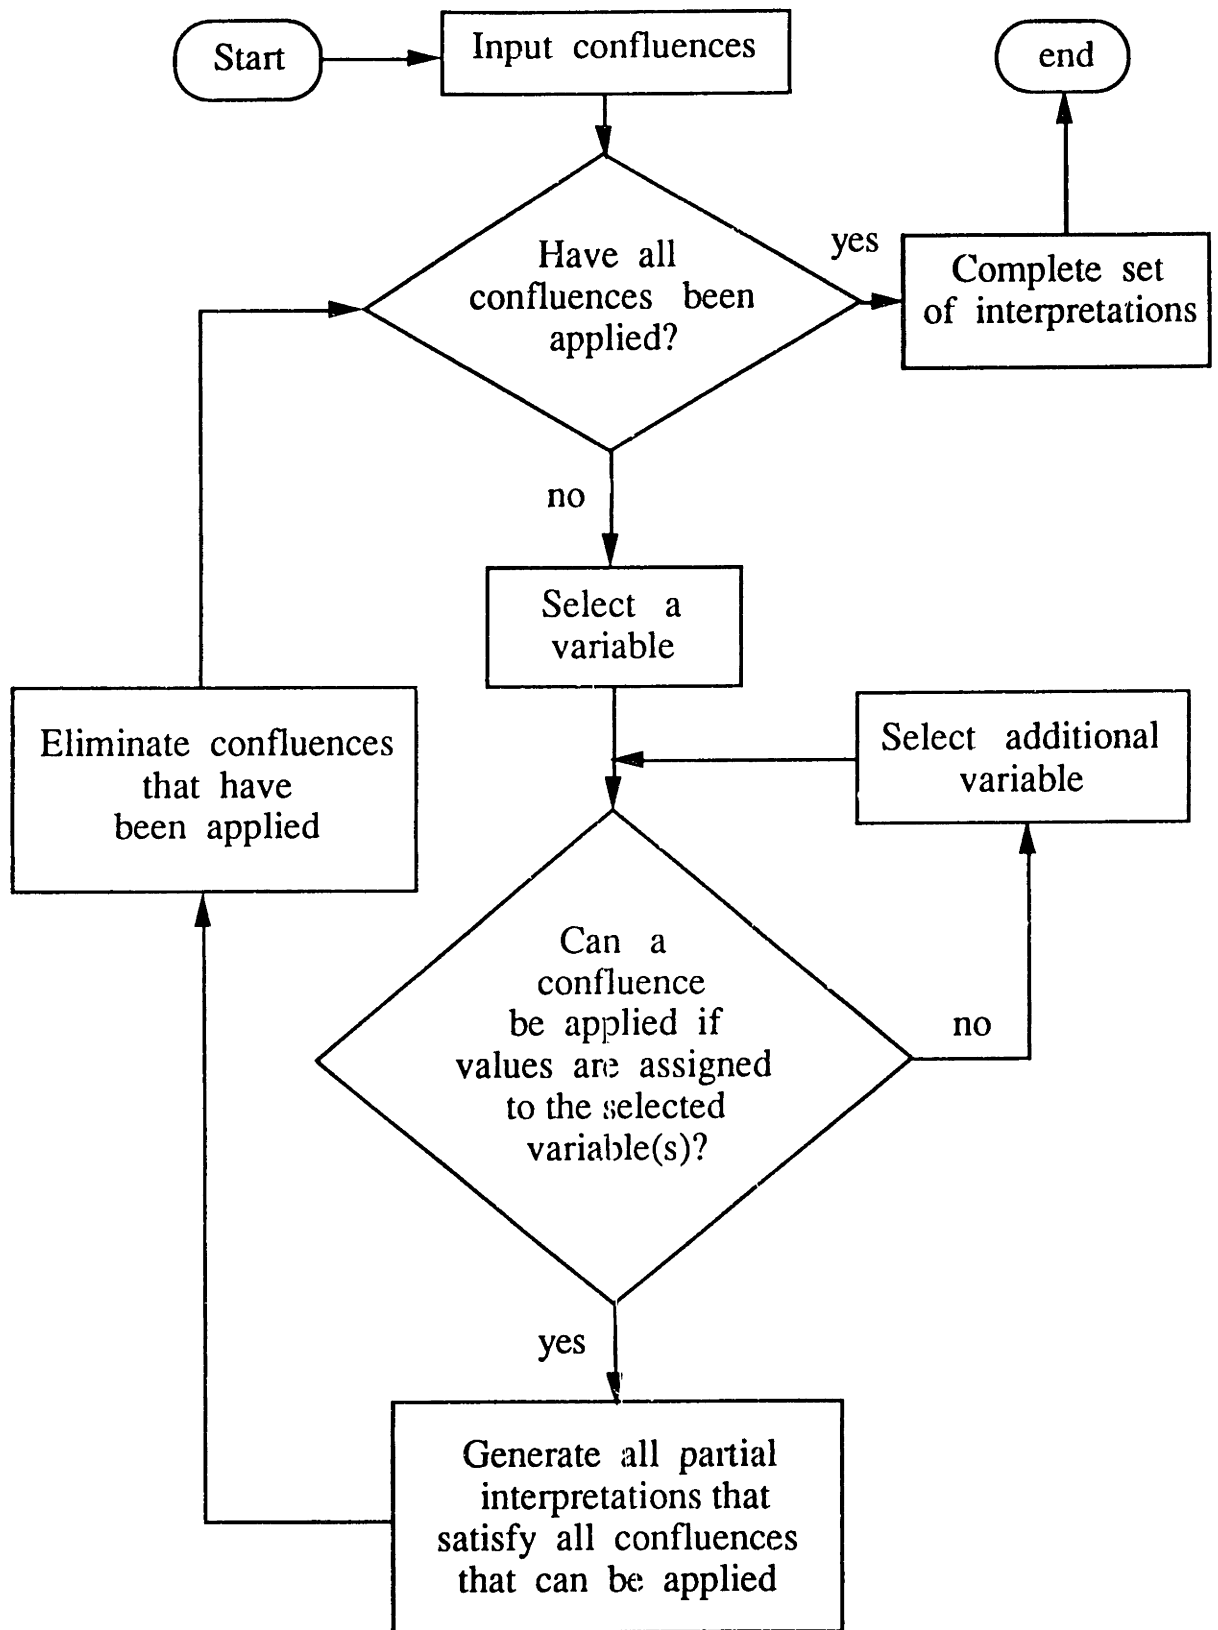 Start
Input confluences
end
Have all
confluences been
applied?
yes
Complete set
of interpretations
no
Select a
variable
Eliminate confluences
that have
been applied
Select additional
variable
Can a
confluence
be applied if
values are assigned
to the selected
variable(s)?
no
yes
Generate all partial
interpretations that
satisfy all confluences
that can be applied